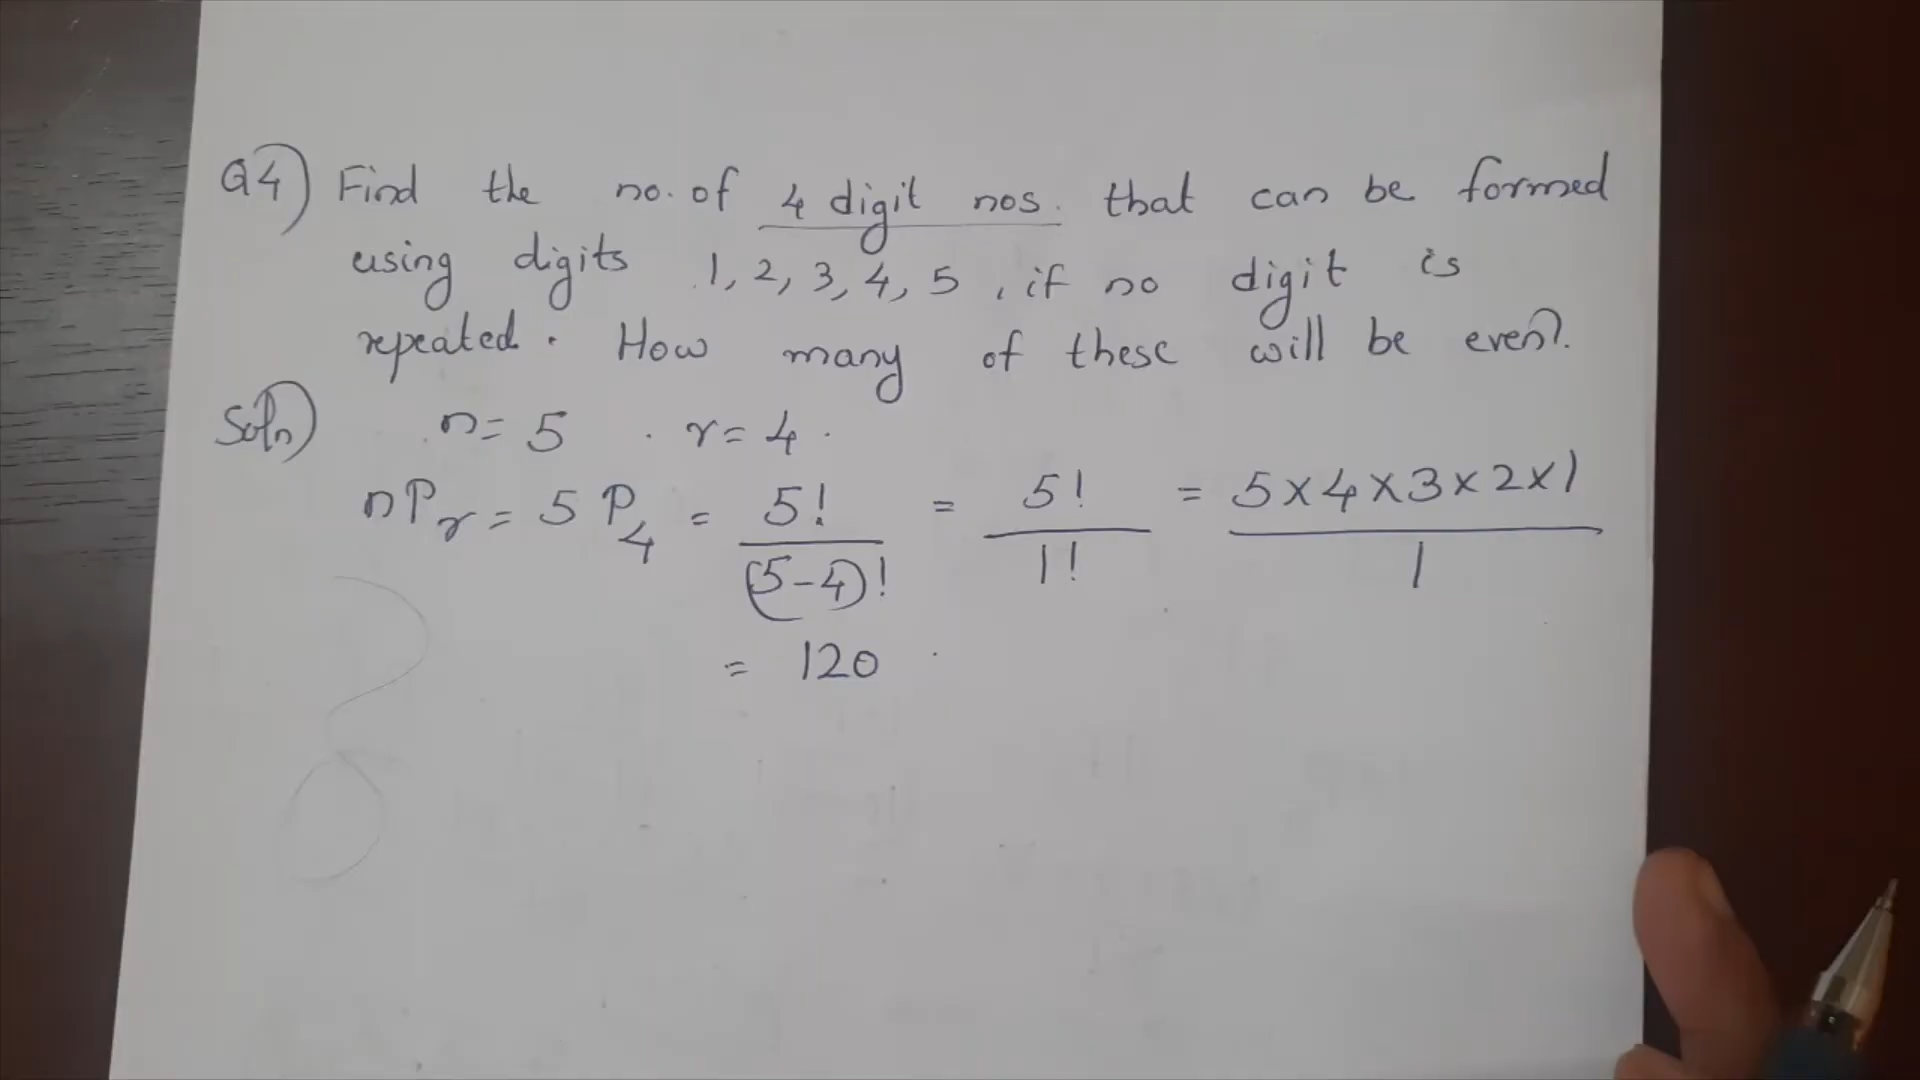 Q4) Find the no. of 4 digit nos. that can be formed
using digits 1, 2, 3, 4, 5, if no digit is
repeated. How many of these will be even?
Soln) n = 5 r = 4
nPr = 5P4 = 5!/(5-4)! = 5!/1! = 5×4×3×2×1/1
= 120